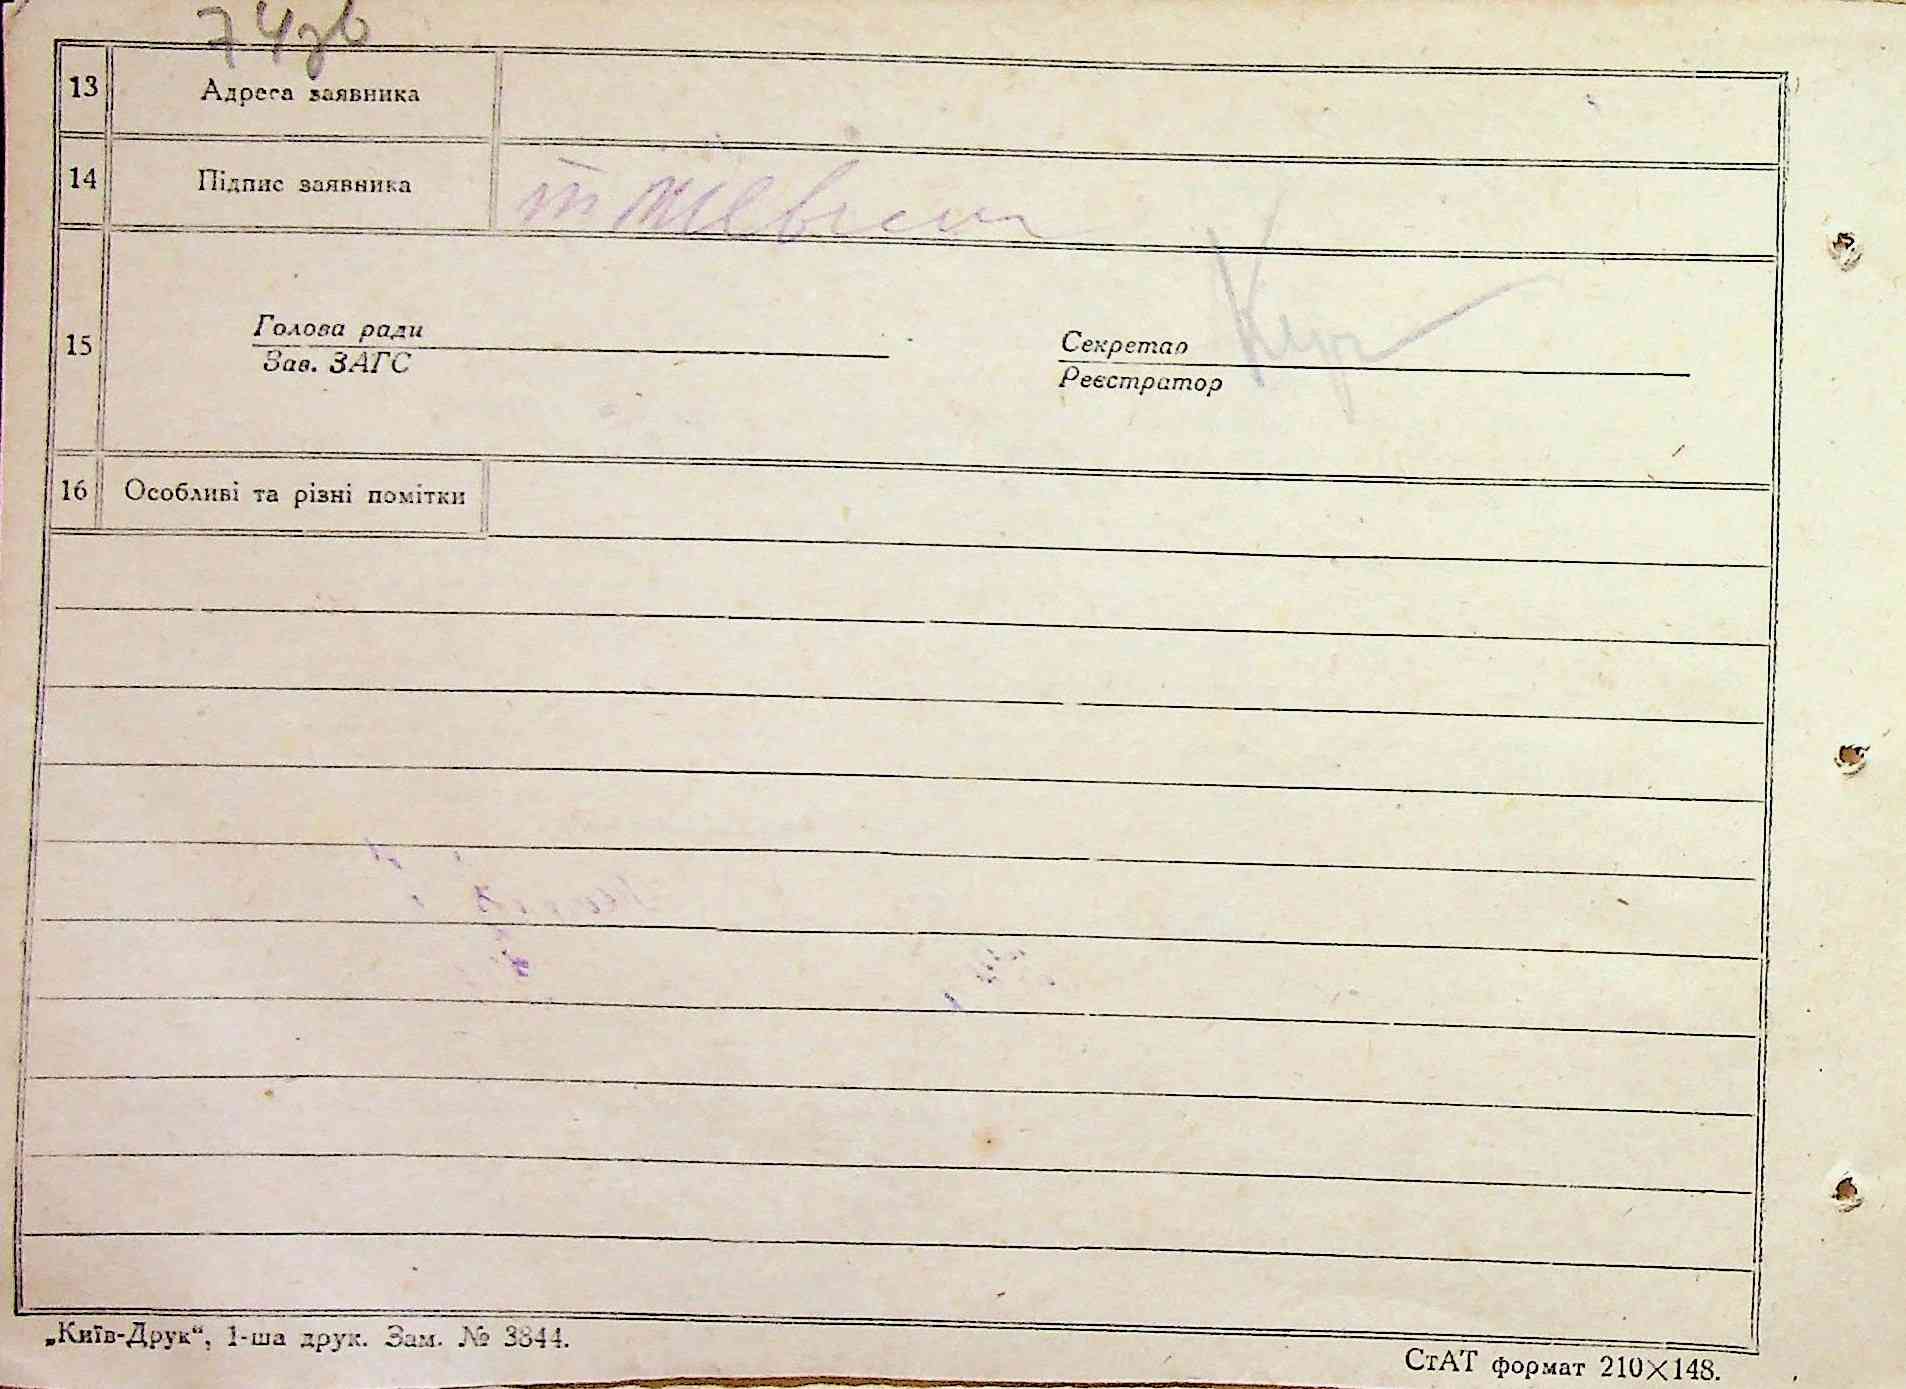 74зв
13 Адреса заявника
14 Підпис заявника
15 Голова ради Секретар
Зав. ЗАГС Реєстратор
16 Особливі та різні помітки
„Київ-Друк“, 1-ша друк. Зам. № 3844.
СтАТ формат 210×148.